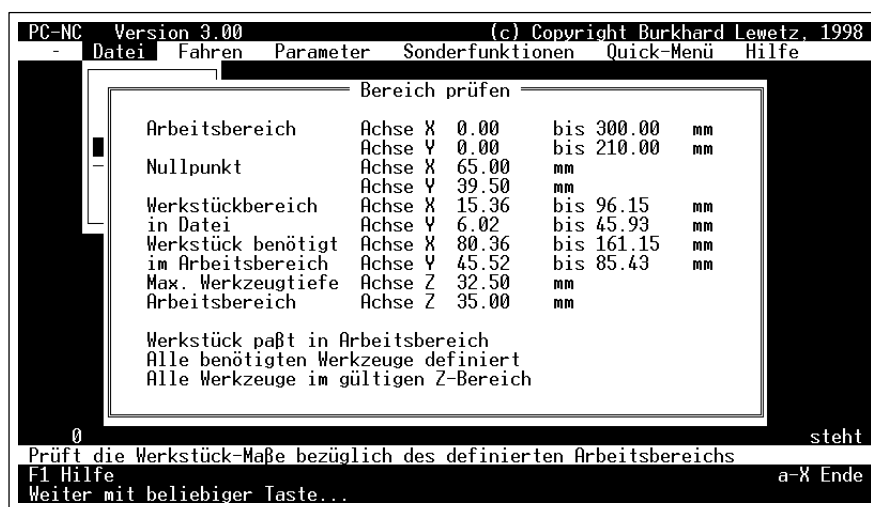 PC-NC Version 3.00 (c) Copyright Burkhard Lewetz, 1998
- Datei Fahren Parameter Sonderfunktionen Quick-Menü Hilfe
Bereich prüfen
Arbeitsbereich Achse X 0.00 bis 300.00 mm
Achse Y 0.00 bis 210.00 mm
Nullpunkt Achse X 65.00 mm
Achse Y 39.50 mm
Werkstückbereich Achse X 15.36 bis 96.15 mm
in Datei Achse Y 6.02 bis 45.93 mm
Werkstück benötigt Achse X 80.36 bis 161.15 mm
im Arbeitsbereich Achse Y 45.52 bis 85.43 mm
Max. Werkzeugtiefe Achse Z 32.50 mm
Arbeitsbereich Achse Z 35.00 mm
Werkstück paßt in Arbeitsbereich
Alle benötigten Werkzeuge definiert
Alle Werkzeuge im gültigen Z-Bereich
0 steht
Prüft die Werkstück-Maße bezüglich des definierten Arbeitsbereichs
F1 Hilfe a-X Ende
Weiter mit beliebiger Taste...